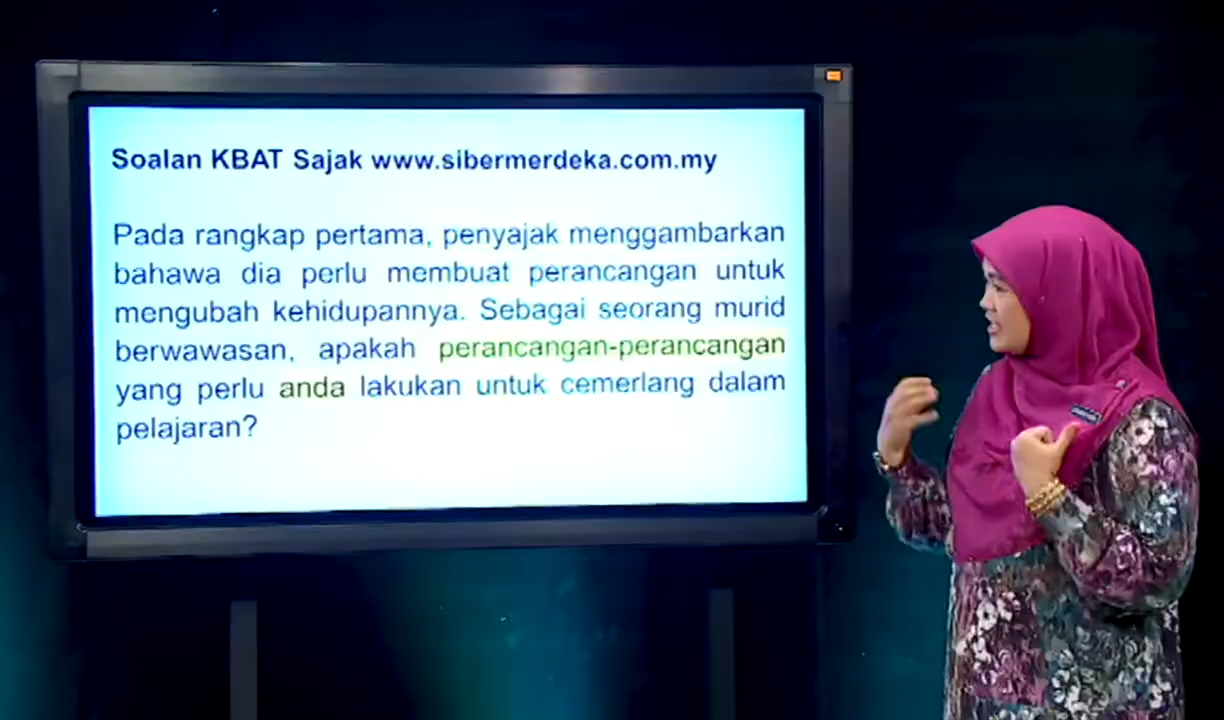 Soalan KBAT Sajak www.sibermerdeka.com.my
Pada rangkap pertama, penyajak menggambarkan
bahawa dia perlu membuat perancangan untuk
mengubah kehidupannya. Sebagai seorang murid
berwawasan, apakah perancangan-perancangan
yang perlu anda lakukan untuk cemerlang dalam
pelajaran?